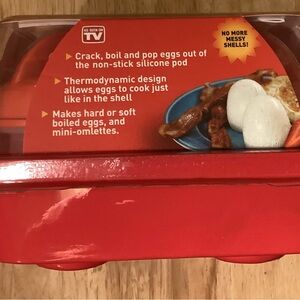 AS SEEN ON
TV
NO MORE
MESSY
SHELLS!
Crack, boil and pop eggs out of
the non-stick silicone pod
Thermodynamic design
allows eggs to cook just
like in the shell
Makes hard or soft
boiled eggs, and
mini-omlettes.